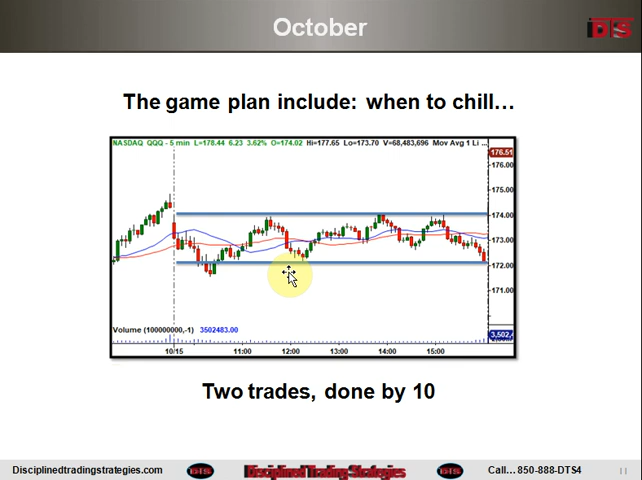 October
DTS
The game plan include: when to chill...
NASDAQ QQQ - 5 min L=178.44 6.23 3.62% O=174.02 Hi=177.65 Lo=173.70 V=68,483,696 Mov Avg 1 Li ...
176.51
176.00
175.00
174.00
173.00
172.00
171.00
Volume (100000000,-1) 3502483.00
3,502,
10/15 11:00 12:00 13:00 14:00 15:00
Two trades, done by 10
Disciplinedtradingstrategies.com DTS Disciplined Trading Strategies DTS Call... 850-888-DTS4 11